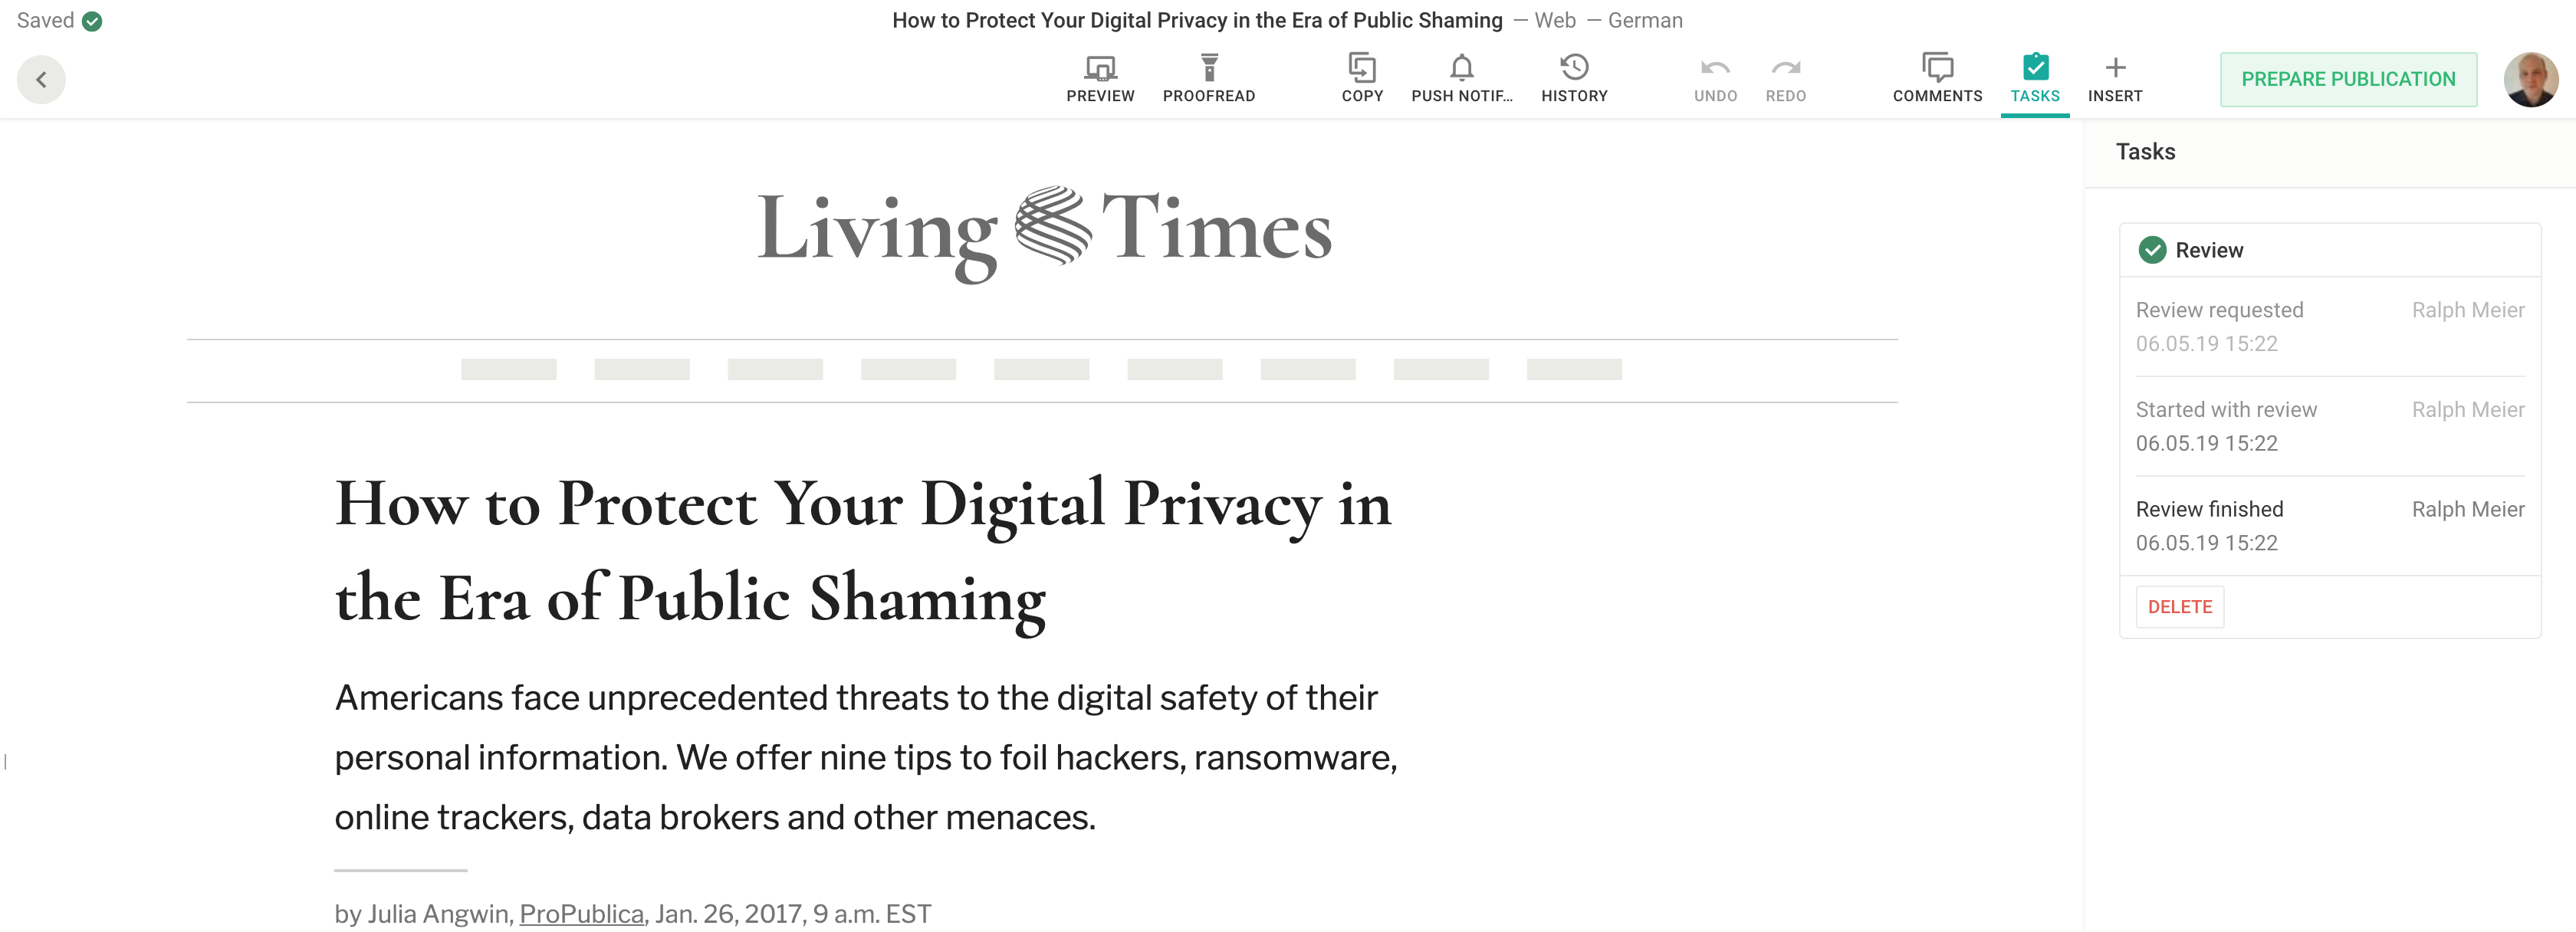 Saved
How to Protect Your Digital Privacy in the Era of Public Shaming — Web — German
PREVIEW PROOFREAD COPY PUSH NOTIF... HISTORY UNDO REDO COMMENTS TASKS INSERT PREPARE PUBLICATION
Tasks
Living Times
Review
Review requested Ralph Meier
06.05.19 15:22
Started with review Ralph Meier
06.05.19 15:22
Review finished Ralph Meier
06.05.19 15:22
DELETE
How to Protect Your Digital Privacy in
the Era of Public Shaming
Americans face unprecedented threats to the digital safety of their
personal information. We offer nine tips to foil hackers, ransomware,
online trackers, data brokers and other menaces.
by Julia Angwin, ProPublica, Jan. 26, 2017, 9 a.m. EST